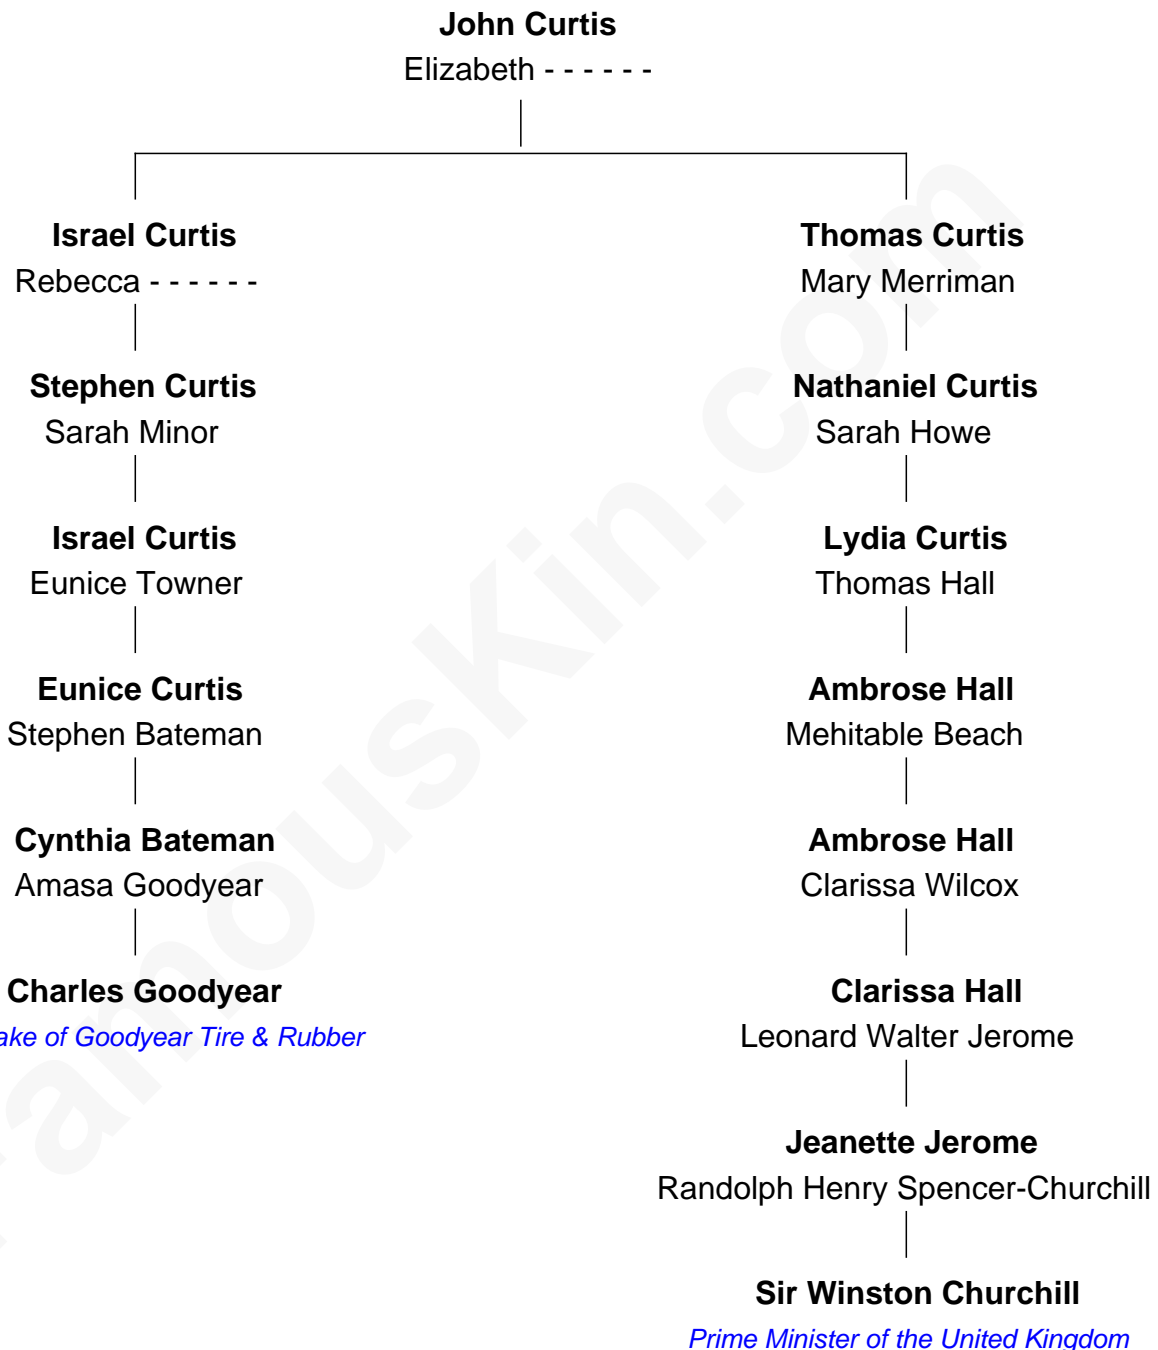 John Curtis
Elizabeth - - - - - -
Israel Curtis
Rebecca - - - - - -
Stephen Curtis
Sarah Minor
Israel Curtis
Eunice Towner
Eunice Curtis
Stephen Bateman
Cynthia Bateman
Amasa Goodyear
Charles Goodyear
of Goodyear Tire & Rubber
Thomas Curtis
Mary Merriman
Nathaniel Curtis
Sarah Howe
Lydia Curtis
Thomas Hall
Ambrose Hall
Mehitable Beach
Ambrose Hall
Clarissa Wilcox
Clarissa Hall
Leonard Walter Jerome
Jeanette Jerome
Randolph Henry Spencer-Churchill
Sir Winston Churchill
Prime Minister of the United Kingdom
FamousKin.com